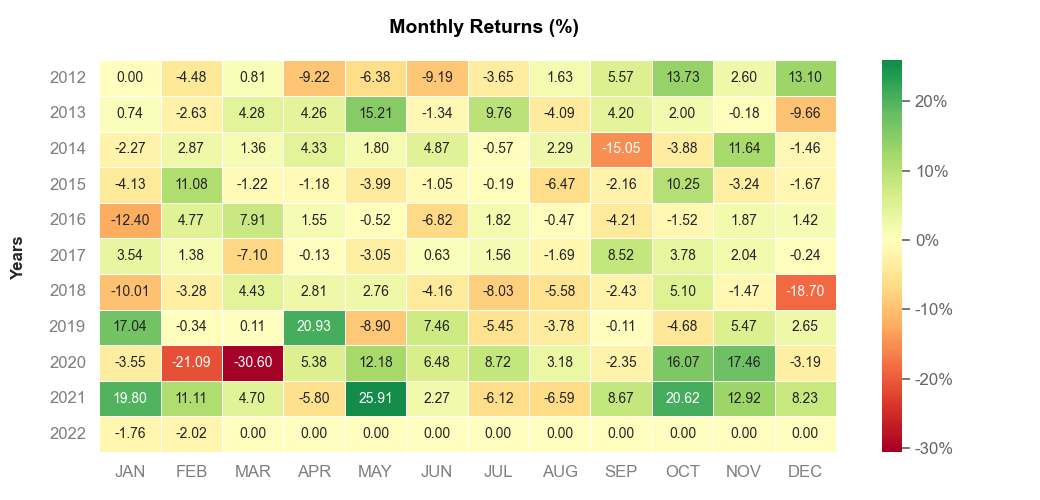 Monthly Returns (%)
Years
2012 0.00 -4.48 0.81 -9.22 -6.38 -9.19 -3.65 1.63 5.57 13.73 2.60 13.10
2013 0.74 -2.63 4.28 4.26 15.21 -1.34 9.76 -4.09 4.20 2.00 -0.18 -9.66
2014 -2.27 2.87 1.36 4.33 1.80 4.87 -0.57 2.29 -15.05 -3.88 11.64 -1.46
2015 -4.13 11.08 -1.22 -1.18 -3.99 -1.05 -0.19 -6.47 -2.16 10.25 -3.24 -1.67
2016 -12.40 4.77 7.91 1.55 -0.52 -6.82 1.82 -0.47 -4.21 -1.52 1.87 1.42
2017 3.54 1.38 -7.10 -0.13 -3.05 0.63 1.56 -1.69 8.52 3.78 2.04 -0.24
2018 -10.01 -3.28 4.43 2.81 2.76 -4.16 -8.03 -5.58 -2.43 5.10 -1.47 -18.70
2019 17.04 -0.34 0.11 20.93 -8.90 7.46 -5.45 -3.78 -0.11 -4.68 5.47 2.65
2020 -3.55 -21.09 -30.60 5.38 12.18 6.48 8.72 3.18 -2.35 16.07 17.46 -3.19
2021 19.80 11.11 4.70 -5.80 25.91 2.27 -6.12 -6.59 8.67 20.62 12.92 8.23
2022 -1.76 -2.02 0.00 0.00 0.00 0.00 0.00 0.00 0.00 0.00 0.00 0.00
JAN FEB MAR APR MAY JUN JUL AUG SEP OCT NOV DEC
20%
10%
0%
-10%
-20%
-30%